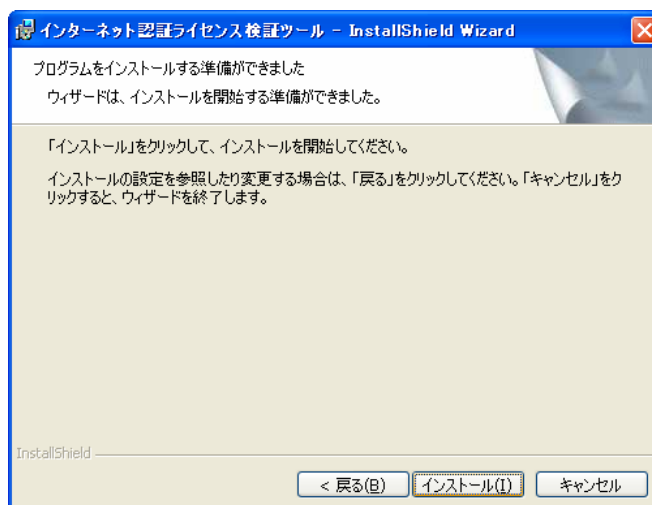 インターネット認証ライセンス検証ツール - InstallShield Wizard
プログラムをインストールする準備ができました
ウィザードは、インストールを開始する準備ができました。
「インストール」をクリックして、インストールを開始してください。
インストールの設定を参照したり変更する場合は、「戻る」をクリックしてください。「キャンセル」をク
リックすると、ウィザードを終了します。
InstallShield
< 戻る(B) インストール(I) キャンセル